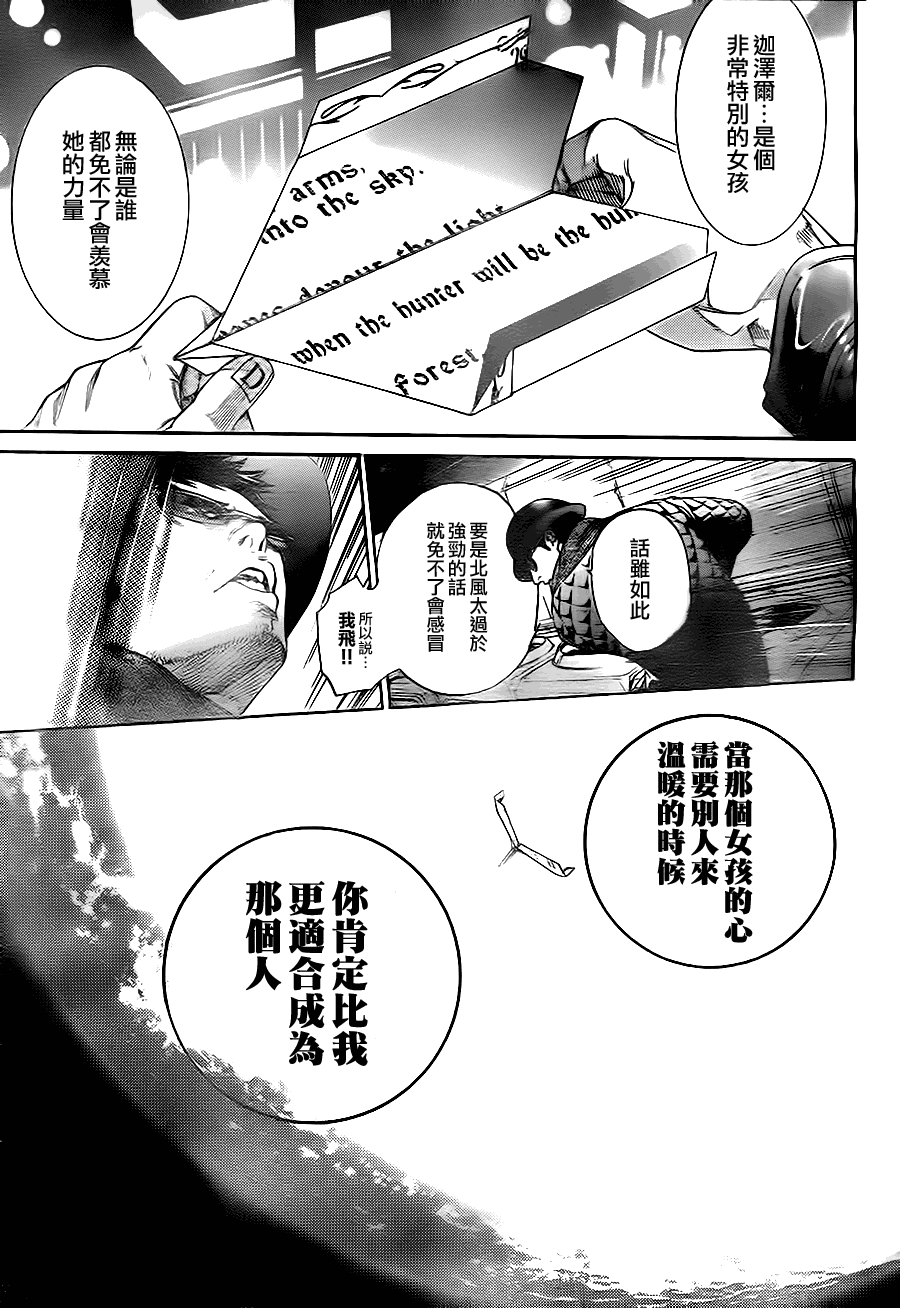 迦澤爾…是個
非常特別的女孩
無論是誰
都免不了會羨慕
她的力量
arms,
into the sky.
devour the light
when the hunter will be the
forest
D
話雖如此
要是北風太過於
強勁的話
就免不了會感冒
所以説…
我飛!!
當那個女孩的心
需要別人來
溫暖的時候
你肯定比我
更適合成為
那個人